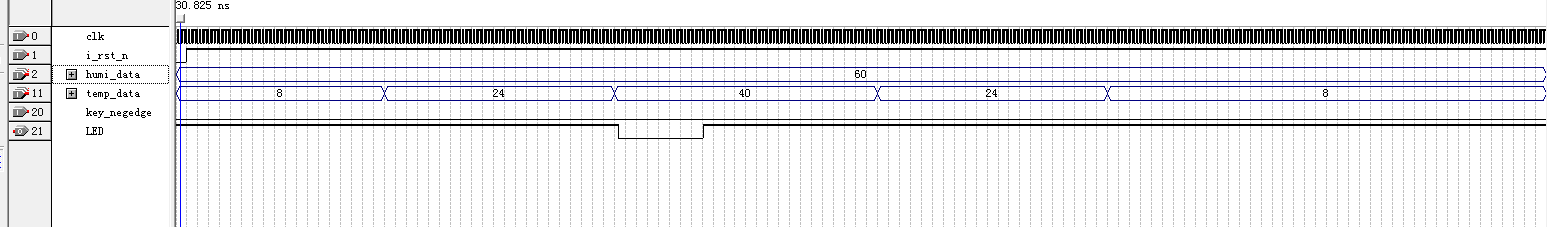 30.825 ns
0 clk
1 i_rst_n
2 humi_data 60
11 temp_data 8 24 40 24 8
20 key_negedge
21 LED